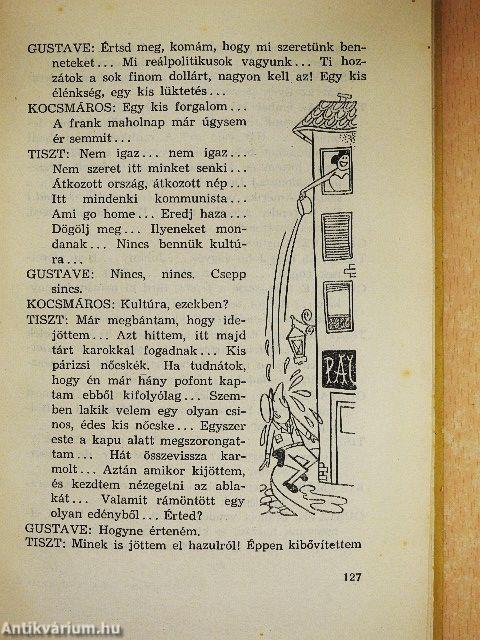 GUSTAVE: Értsd meg, komám, hogy mi szeretünk ben-
neteket... Mi reálpolitikusok vagyunk... Ti hoz-
zátok a sok finom dollárt, nagyon kell az! Egy kis
élénkség, egy kis lüktetés...
KOCSMÁROS: Egy kis forgalom...
A frank maholnap már úgysem
ér semmit...
TISZT: Nem igaz... nem igaz...
Nem szeret itt minket senki...
Átkozott ország, átkozott nép...
Itt mindenki kommunista...
Ami go home... Eredj haza...
Dögölj meg... Ilyeneket mon-
danak... Nincs bennük kultú-
ra...
GUSTAVE: Nincs, nincs. Csepp
sincs.
KOCSMÁROS: Kultúra, ezekben?
TISZT: Már megbántam, hogy ide-
jöttem... Azt hittem, itt majd
tárt karokkal fogadnak... Kis
párizsi nőcskék. Ha tudnátok,
hogy én már hány pofont kap-
tam ebből kifolyólag... Szem-
ben lakik velem egy olyan csi-
nos, édes kis nőcske... Egyszer
este a kapu alatt megszorongat-
tam... Hát összevissza kar-
molt... Aztán amikor kijöttem,
és kezdtem nézegetni az abla-
kát... Valamit rámöntött egy
olyan edényből... Érted?
GUSTAVE: Hogyne érteném.
TISZT: Minek is jöttem el hazulról! Éppen kibővítettem
PAU
127
Antikvárium.hu